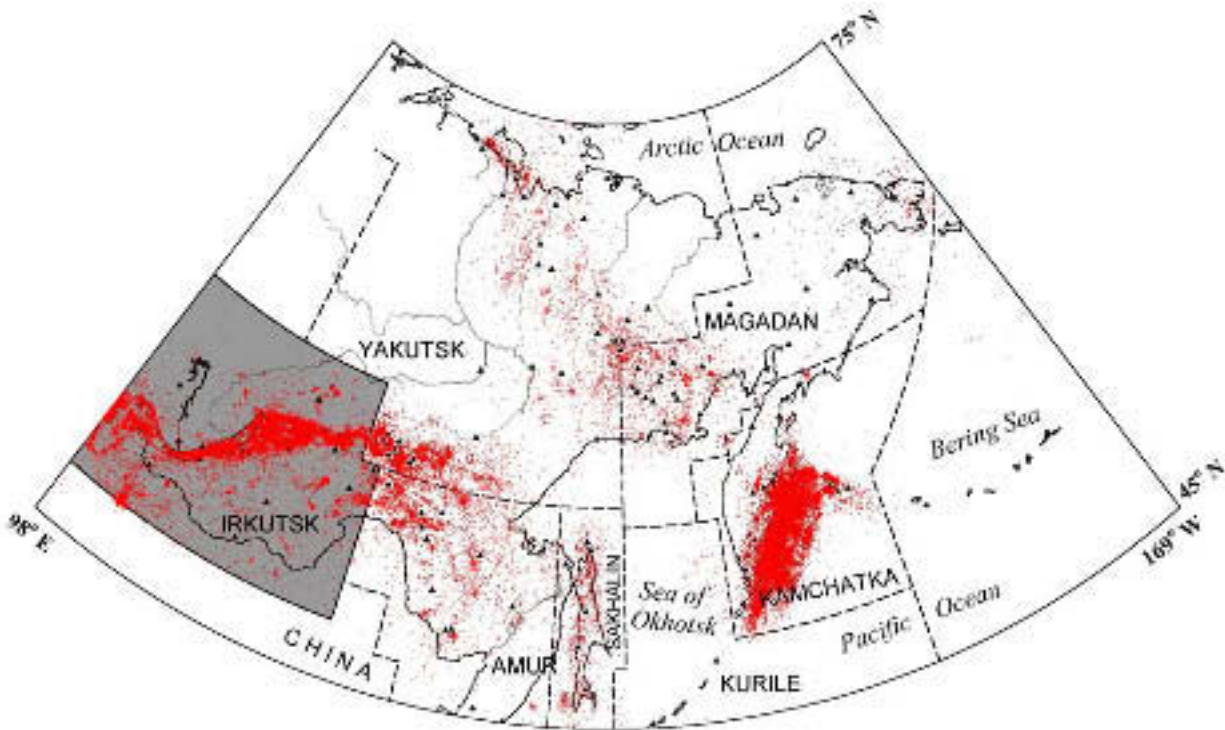 75° N
Arctic Ocean
MAGADAN
YAKUTSK
Bering Sea
45° N
98° E
IRKUTSK
169° W
SAKHALIN
KAMCHATKA
Sea of
Okhotsk
Pacific Ocean
CHINA
AMUR
KURILE